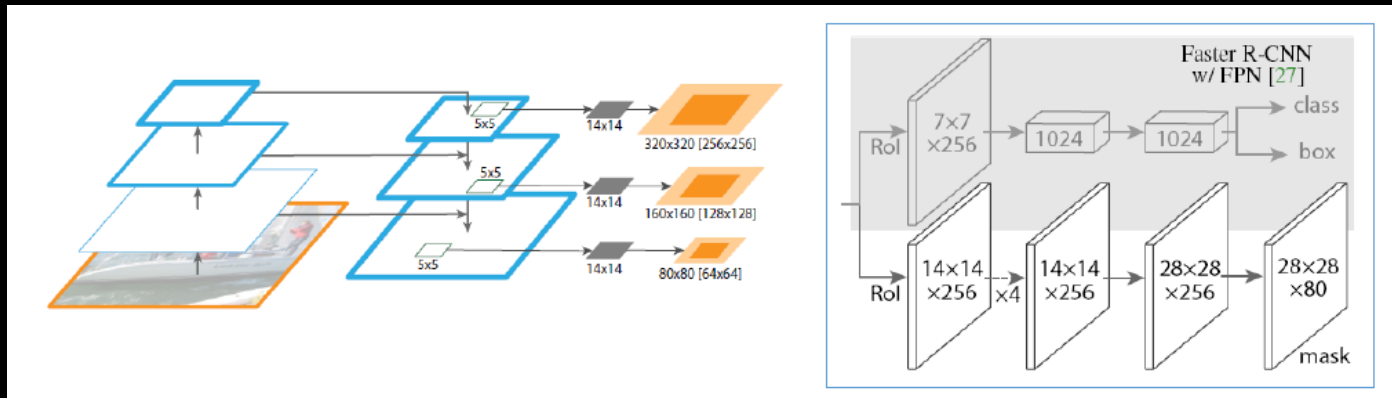 5x5
14x14
320x320 [256x256]
5x5
14x14
160x160 [128x128]
5x5
14x14
80x80 [64x64]
Faster R-CNN
w/ FPN [27]
RoI
7×7
×256
1024
1024
class
box
RoI
14×14
×256
×4
14×14
×256
28×28
×256
28×28
×80
mask